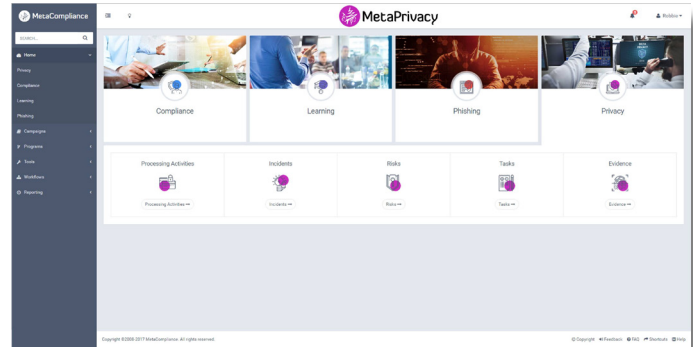 MetaCompliance
MetaPrivacy
Robbie
SEARCH...
Home
Privacy
Compliance
Learning
Phishing
Campaigns
Programs
Tools
Workflows
Reporting
Compliance
Learning
Phishing
Privacy
Processing Activities
Incidents
Risks
Tasks
Evidence
Processing Activities
Incidents
Risks
Tasks
Evidence
Copyright ©2000-2017 MetaCompliance. All rights reserved.
Copyright Feedback FAQ Shortcuts Help